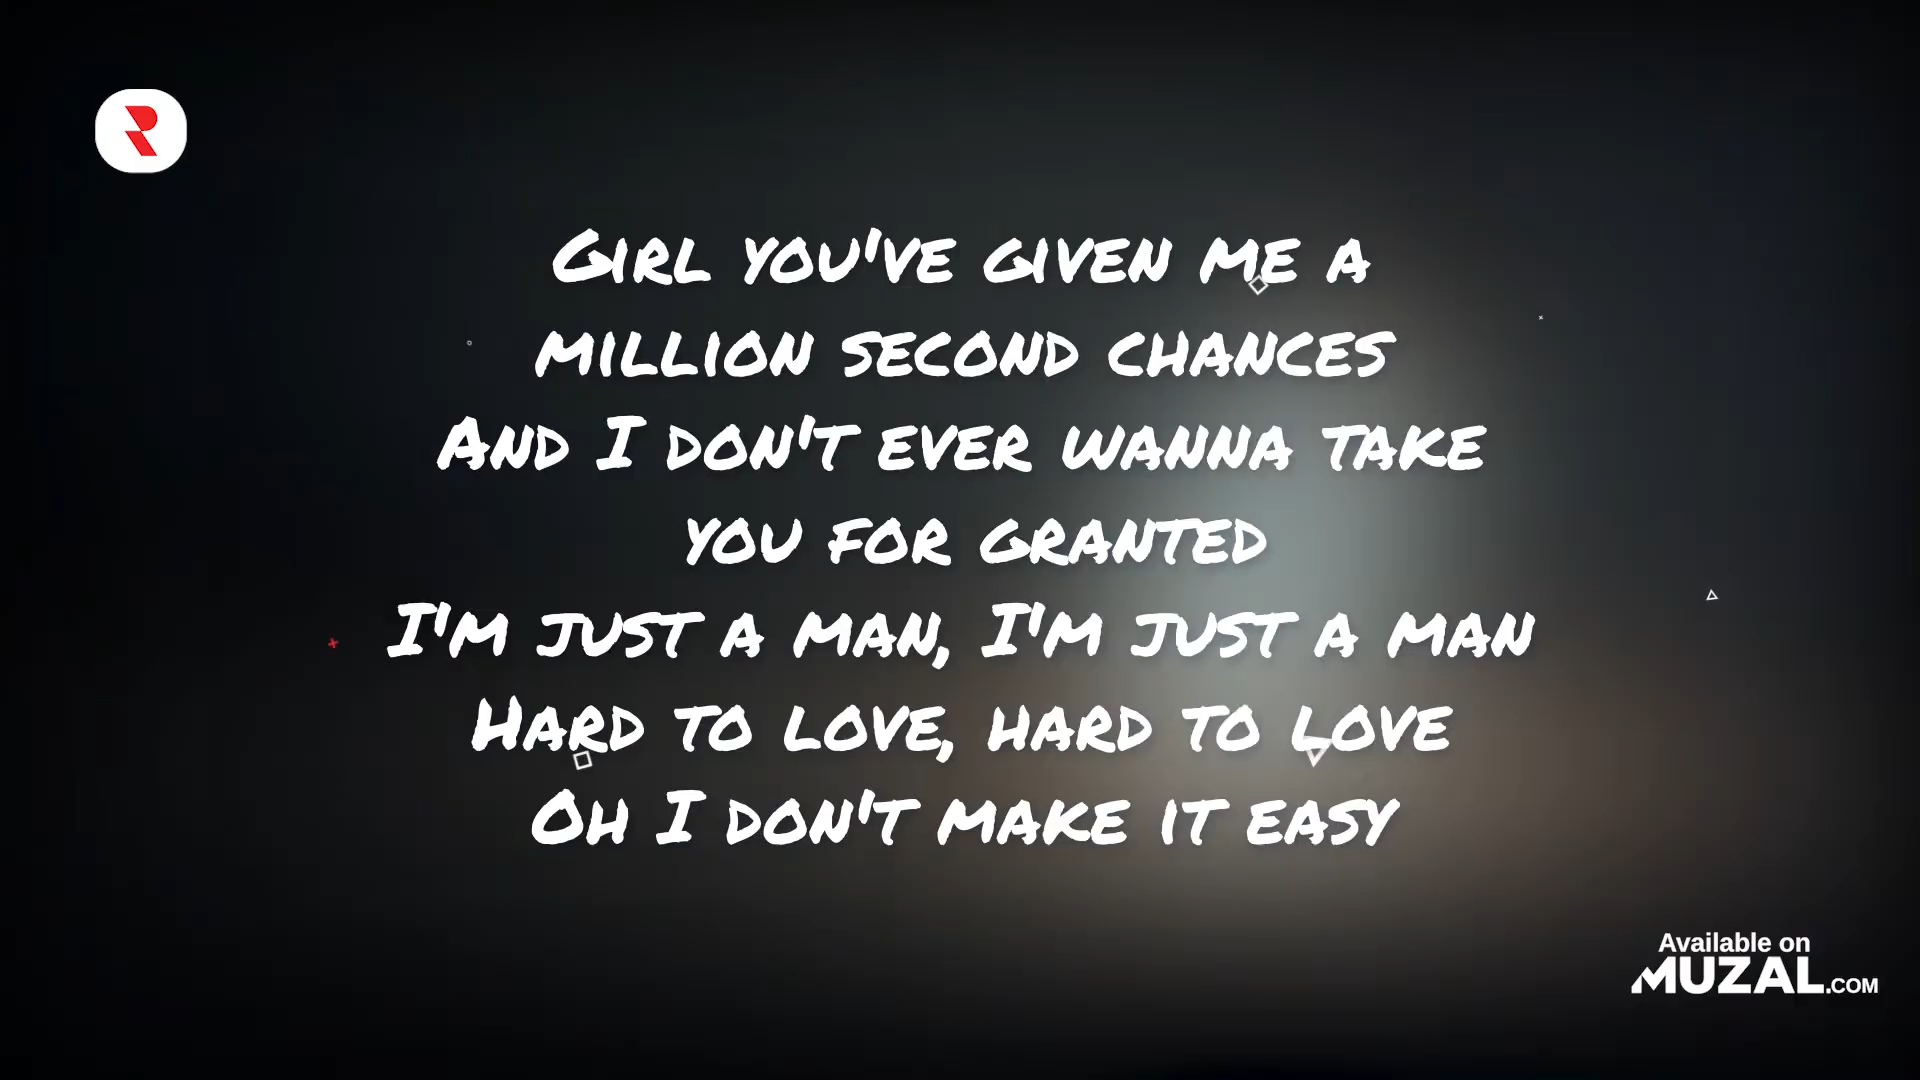 Girl you've given me a
million second chances
And I don't ever wanna take
you for granted
I'm just a man, I'm just a man
Hard to love, hard to love
Oh I don't make it easy
R
Available on
MUZAL.COM